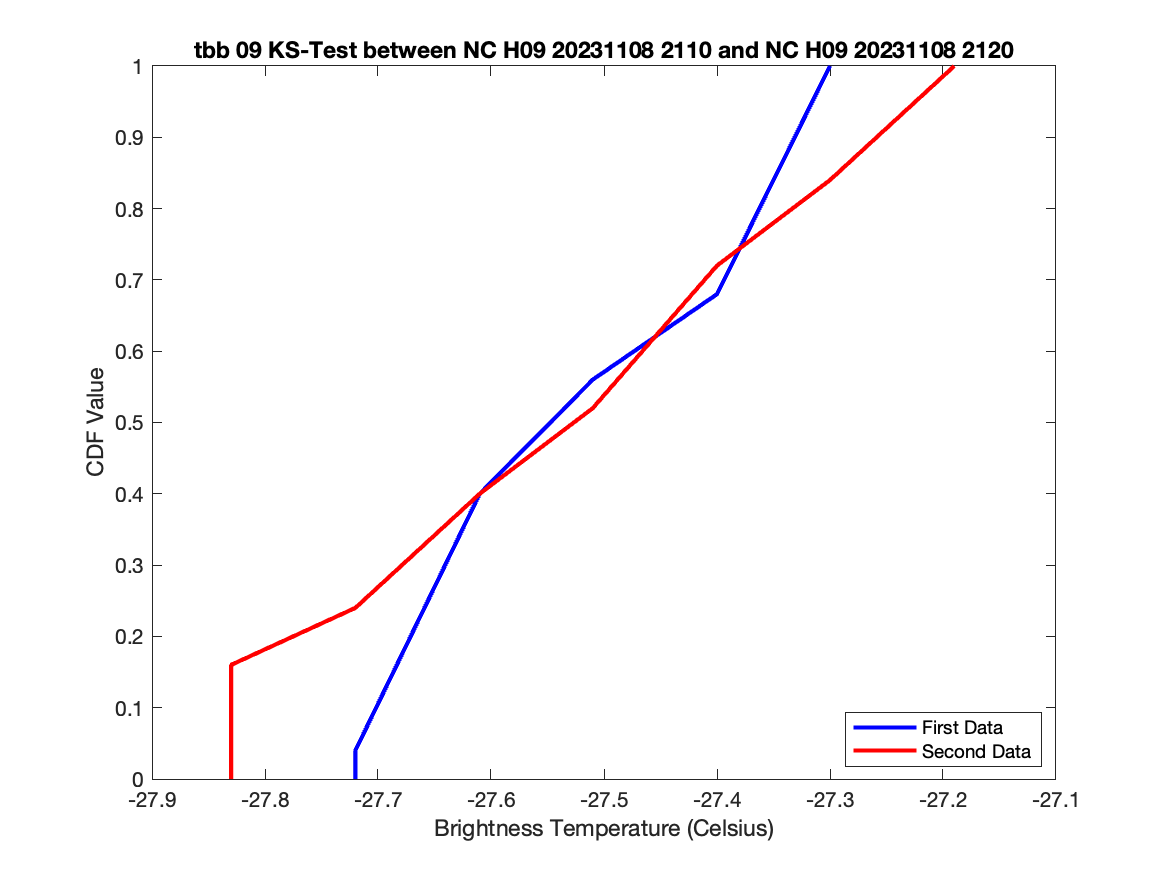 tbb 09 KS-Test between NC H09 20231108 2110 and NC H09 20231108 2120
1
0.9
0.8
0.7
0.6
0.5
0.4
0.3
0.2
0.1
0
CDF Value
First Data
Second Data
-27.9 -27.8 -27.7 -27.6 -27.5 -27.4 -27.3 -27.2 -27.1
Brightness Temperature (Celsius)